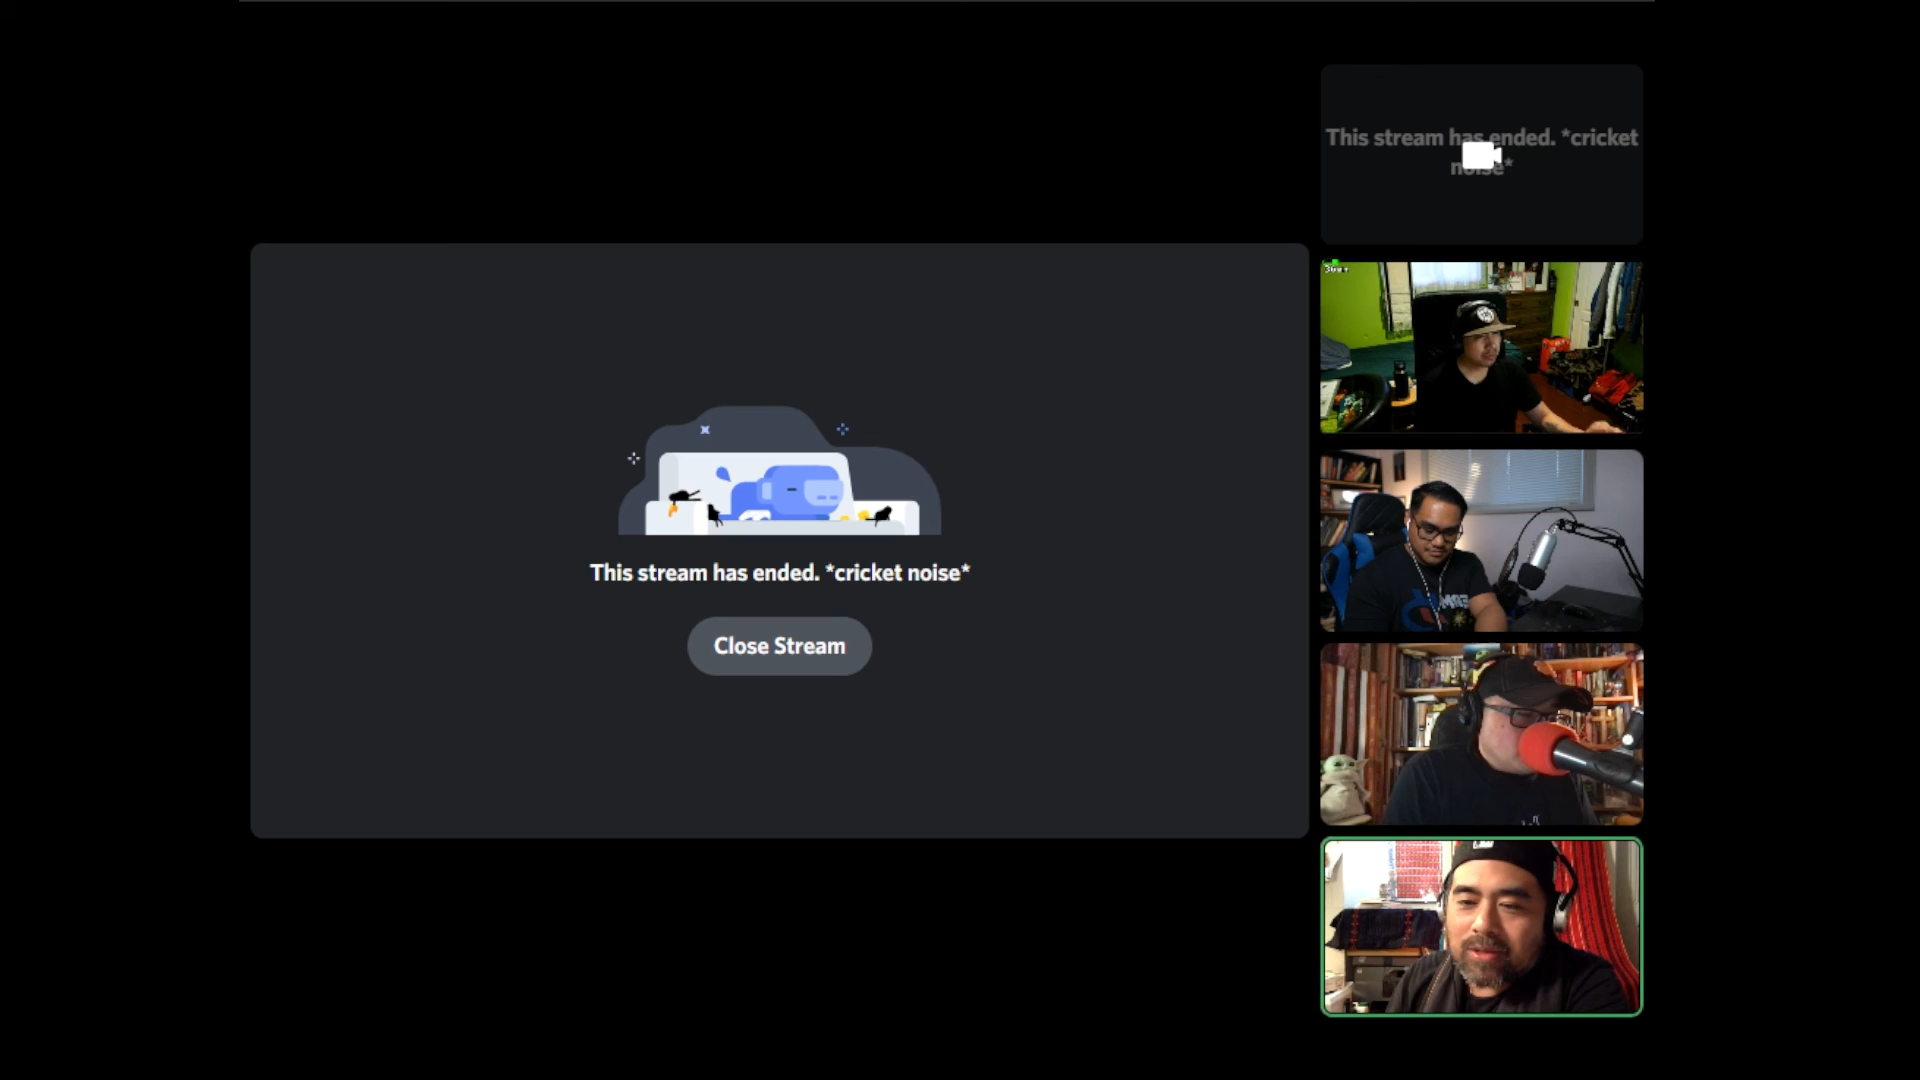 This stream has ended. *cricket
noise*
This stream has ended. *cricket noise*
Close Stream